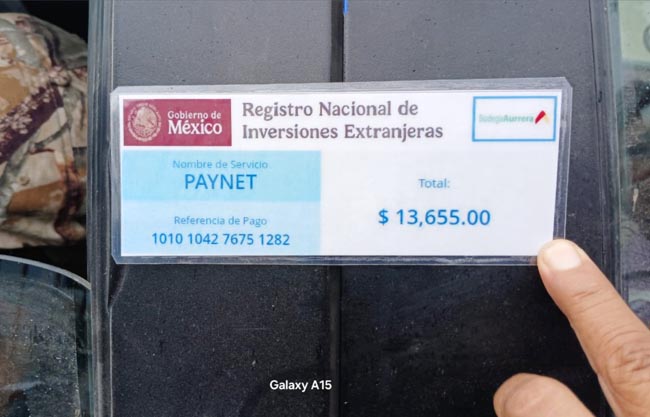 Gobierno de
México
Registro Nacional de
Inversiones Extranjeras
BodegaAurrera
Nombre de Servicio
PAYNET
Referencia de Pago
1010 1042 7675 1282
Total:
$ 13,655.00
Galaxy A15